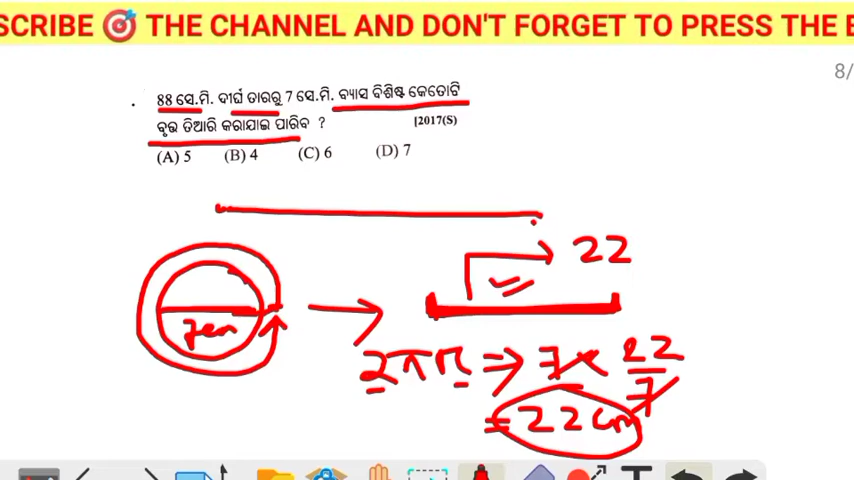 SCRIBE 🎯 THE CHANNEL AND DON'T FORGET TO PRESS THE B
8/
88 ସେ.ମି. ଦୀର୍ଘ ତାରରୁ 7 ସେ.ମି. ବ୍ୟାସ ବିଶିଷ୍ଟ କେତୋଟି
ବୃତ୍ତ ତିଆରି କରାଯାଇ ପାରିବ ? [2017(S)
(A) 5 (B) 4 (C) 6 (D) 7
22
7cm
2πr ⇒ 7 × 22/7
= 22 cm